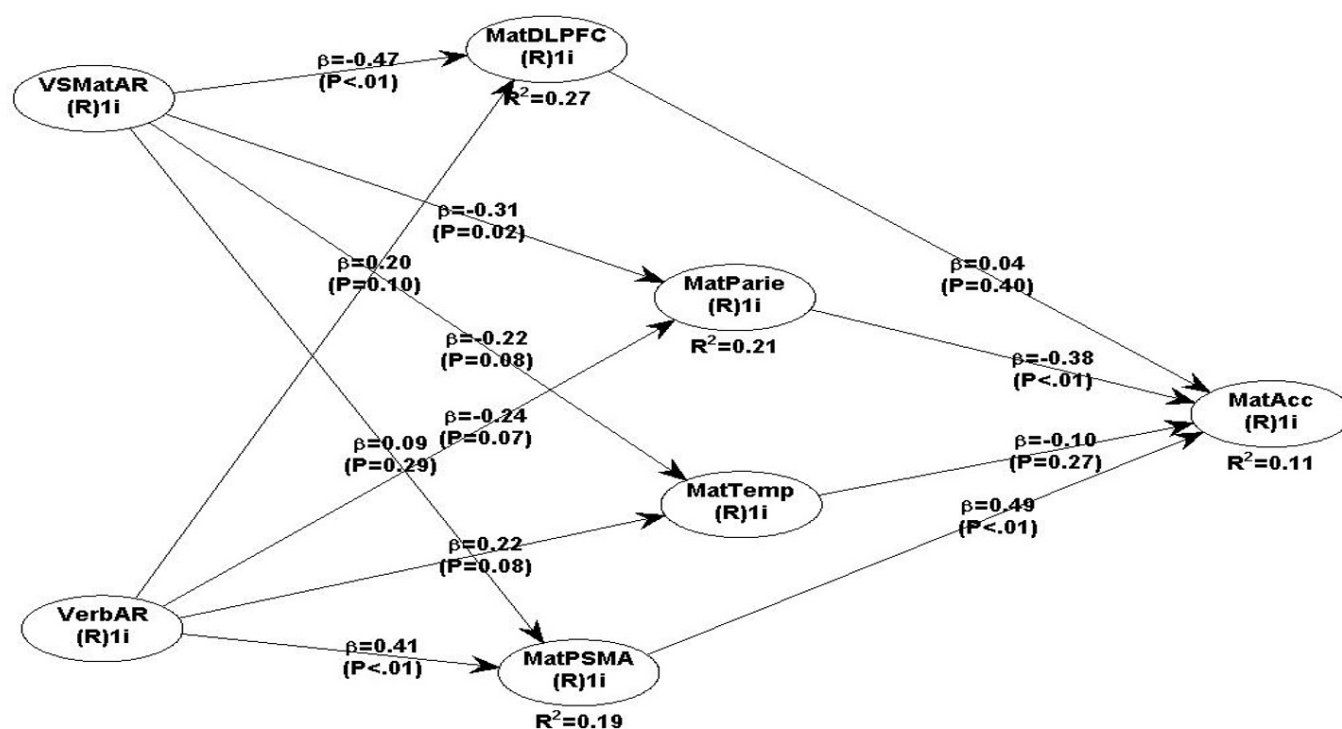 MatDLPFC
(R)1i
R²=0.27
β=-0.47
(P<.01)
VSMatAR
(R)1i
β=-0.31
(P=0.02)
β=0.20
(P=0.10)
β=0.04
(P=0.40)
MatParie
(R)1i
R²=0.21
β=-0.22
(P=0.08)
β=-0.38
(P<.01)
MatAcc
(R)1i
R²=0.11
β=-0.24
(P=0.07)
β=0.09
(P=0.29)
β=-0.10
(P=0.27)
MatTemp
(R)1i
β=0.49
(P<.01)
β=0.22
(P=0.08)
VerbAR
(R)1i
β=0.41
(P<.01)
MatPSMA
(R)1i
R²=0.19